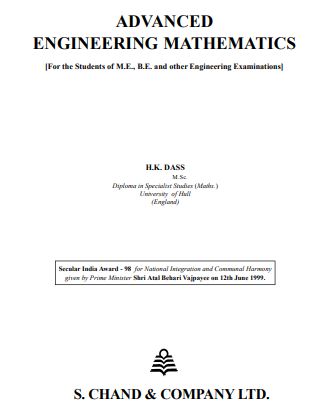 ADVANCED
ENGINEERING MATHEMATICS
[For the Students of M.E., B.E. and other Engineering Examinations]
H.K. DASS
M.Sc.
Diploma in Specialist Studies (Maths.)
University of Hull
(England)
Secular India Award - 98 for National Integration and Communal Harmony
given by Prime Minister Shri Atal Behari Vajpayee on 12th June 1999.
S. CHAND & COMPANY LTD.